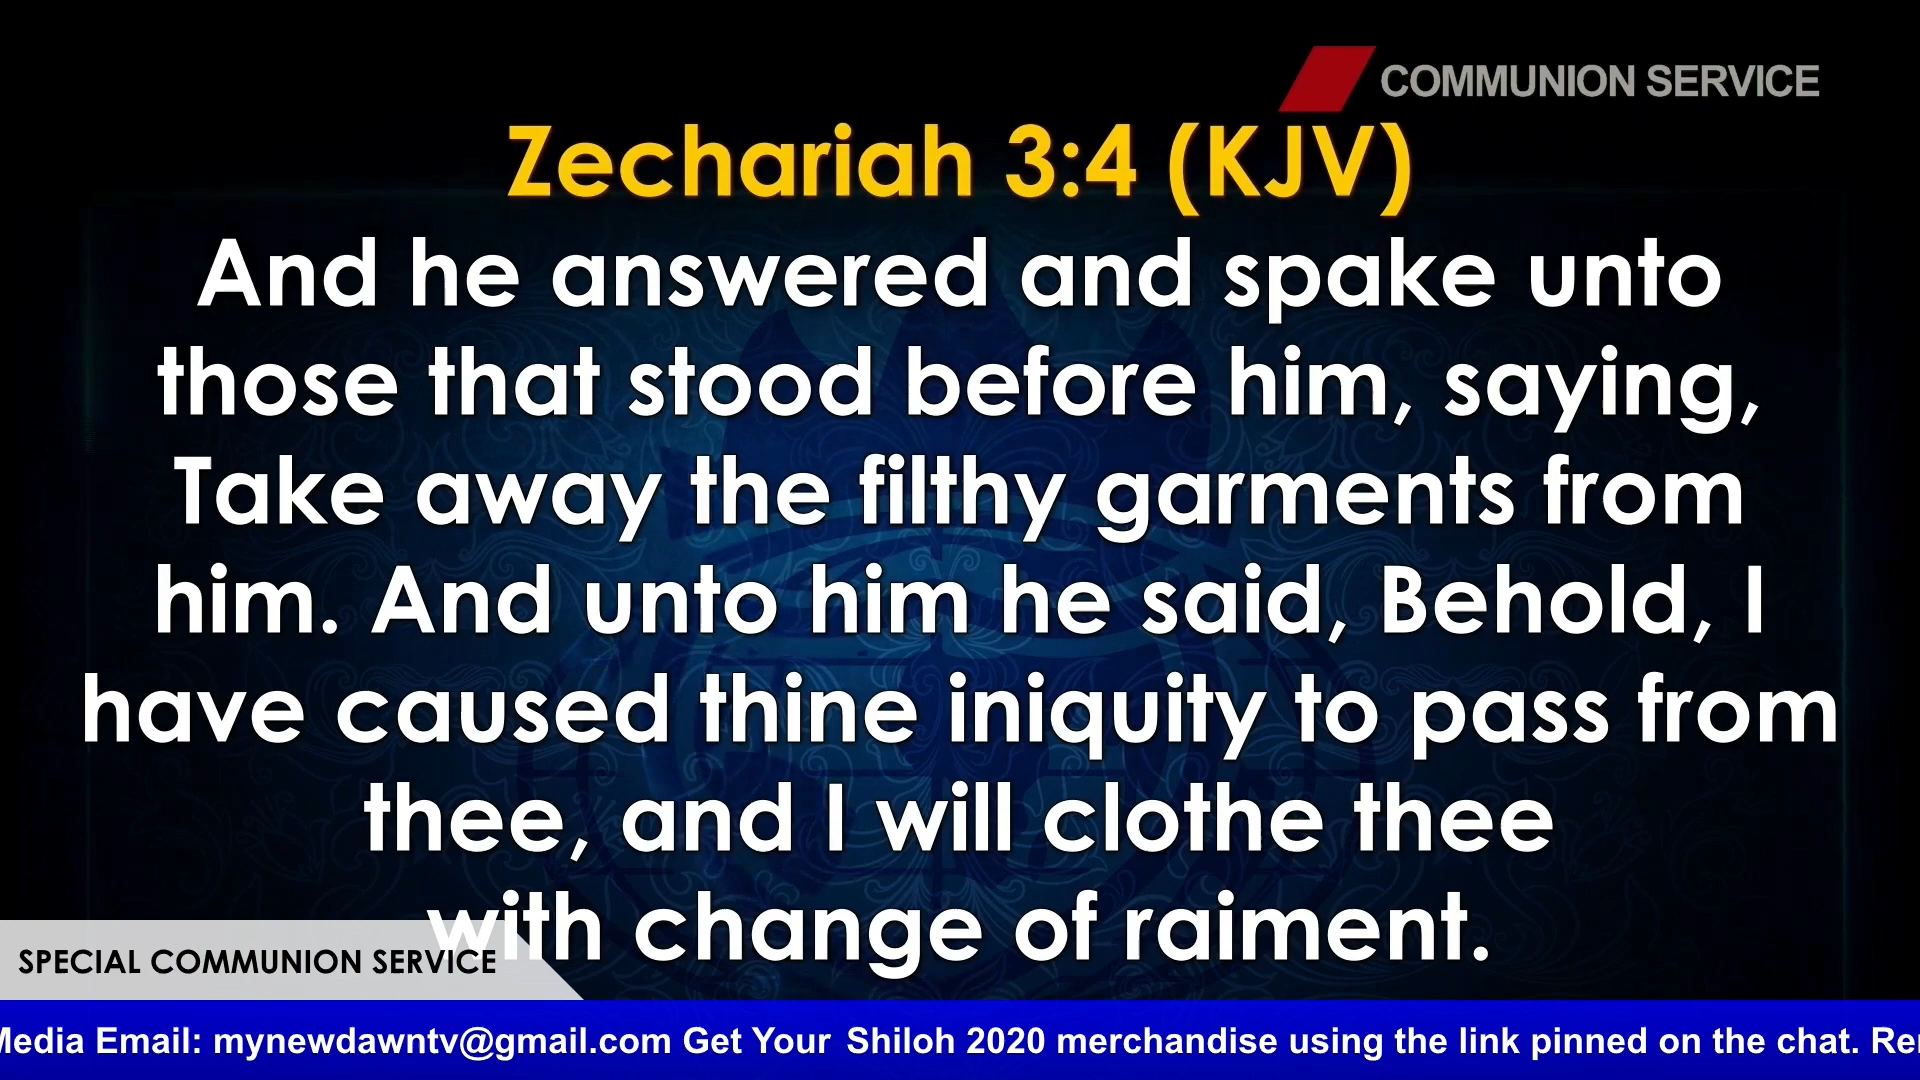 COMMUNION SERVICE
Zechariah 3:4 (KJV)
And he answered and spake unto
those that stood before him, saying,
Take away the filthy garments from
him. And unto him he said, Behold, I
have caused thine iniquity to pass from
thee, and I will clothe thee
with change of raiment.
SPECIAL COMMUNION SERVICE
Media Email: mynewdawntv@gmail.com Get Your Shiloh 2020 merchandise using the link pinned on the chat.